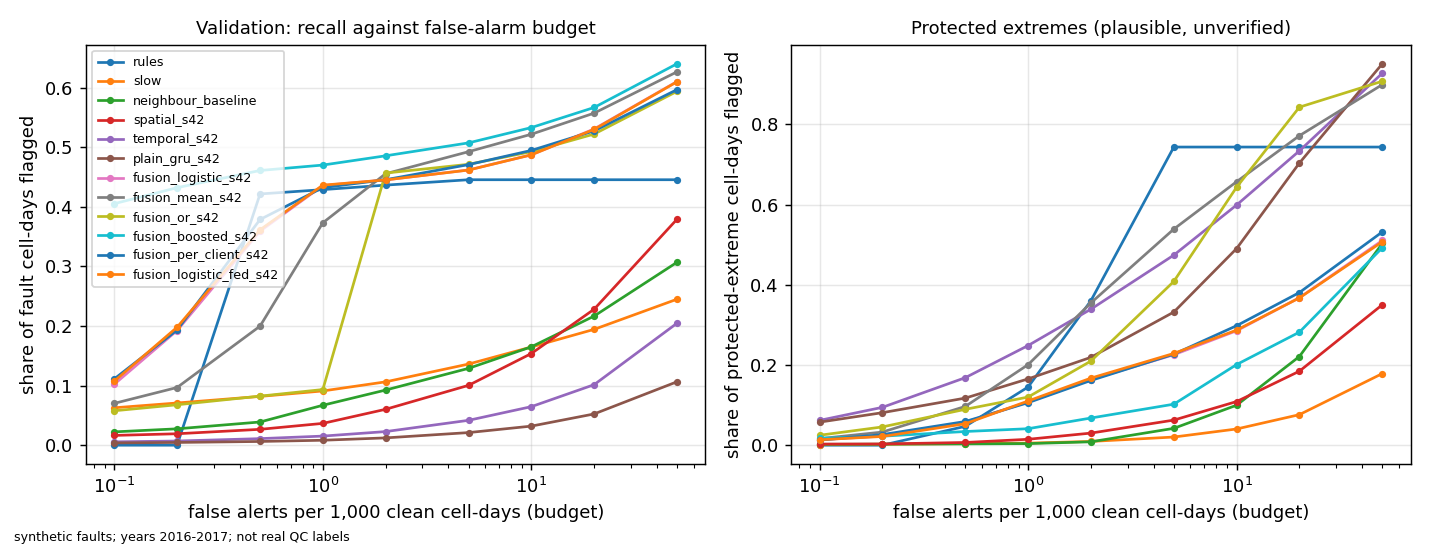 Validation: recall against false-alarm budget
share of fault cell-days flagged
0.6
0.5
0.4
0.3
0.2
0.1
0.0
rules
slow
neighbour_baseline
spatial_s42
temporal_s42
plain_gru_s42
fusion_logistic_s42
fusion_mean_s42
fusion_or_s42
fusion_boosted_s42
fusion_per_client_s42
fusion_logistic_fed_s42
10⁻¹ 10⁰ 10¹
false alerts per 1,000 clean cell-days (budget)
Protected extremes (plausible, unverified)
share of protected-extreme cell-days flagged
0.8
0.6
0.4
0.2
0.0
10⁻¹ 10⁰ 10¹
false alerts per 1,000 clean cell-days (budget)
synthetic faults; years 2016-2017; not real QC labels